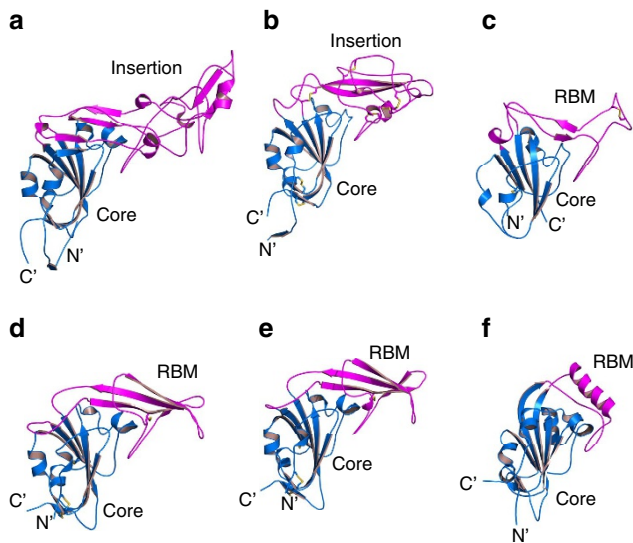 a
Insertion
Core
N'
C'
b
Insertion
Core
C'
N'
c
RBM
Core
N'
C'
d
RBM
Core
C'
N'
e
RBM
Core
C'
N'
f
RBM
C'
Core
N'